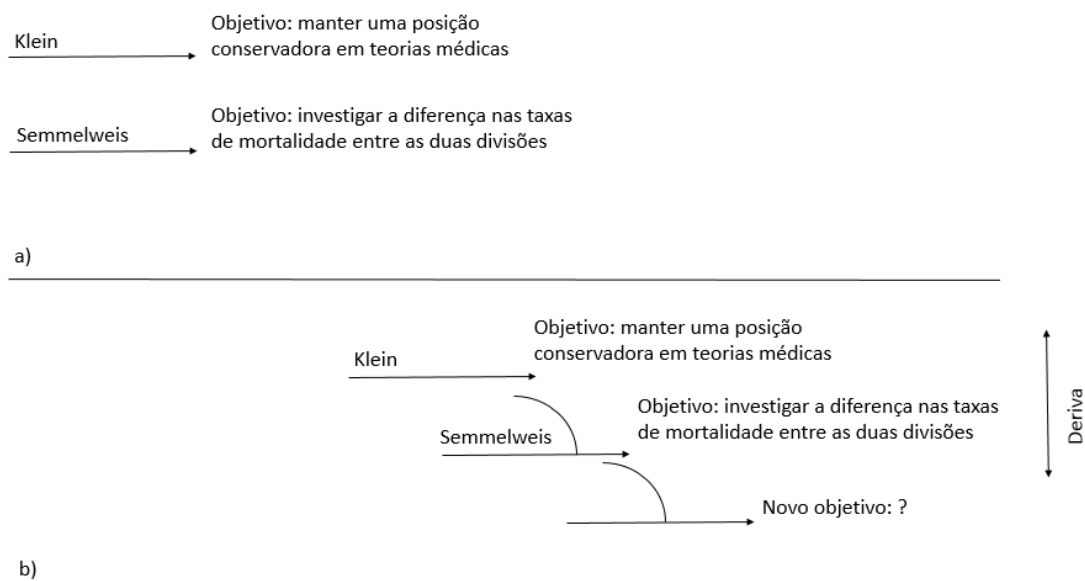 Klein
Objetivo: manter uma posição
conservadora em teorias médicas
Semmelweis
Objetivo: investigar a diferença nas taxas
de mortalidade entre as duas divisões
a)
Klein
Objetivo: manter uma posição
conservadora em teorias médicas
Semmelweis
Objetivo: investigar a diferença nas taxas
de mortalidade entre as duas divisões
Deriva
Novo objetivo: ?
b)